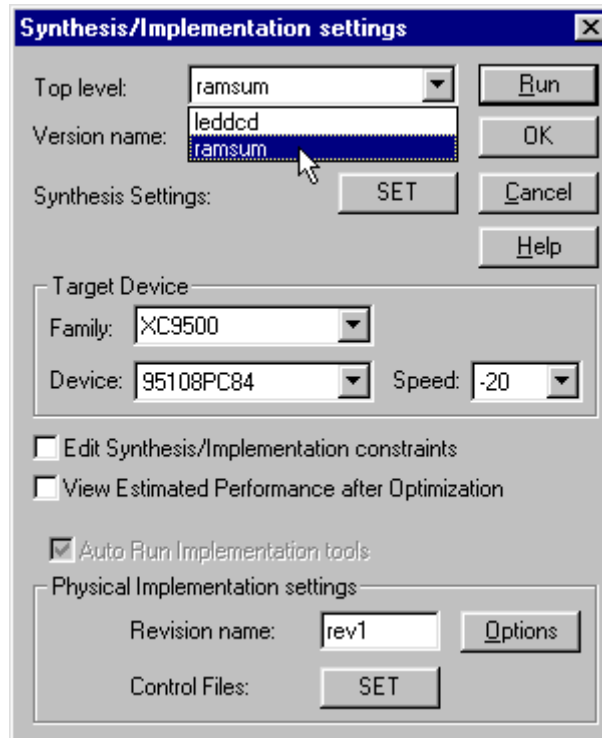 Synthesis/Implementation settings
Top level: ramsum Run
leddcd
Version name: ramsum OK
Synthesis Settings: SET Cancel
Help
Target Device
Family: XC9500
Device: 95108PC84 Speed: -20
Edit Synthesis/Implementation constraints
View Estimated Performance after Optimization
Auto Run Implementation tools
Physical Implementation settings
Revision name: rev1 Options
Control Files: SET